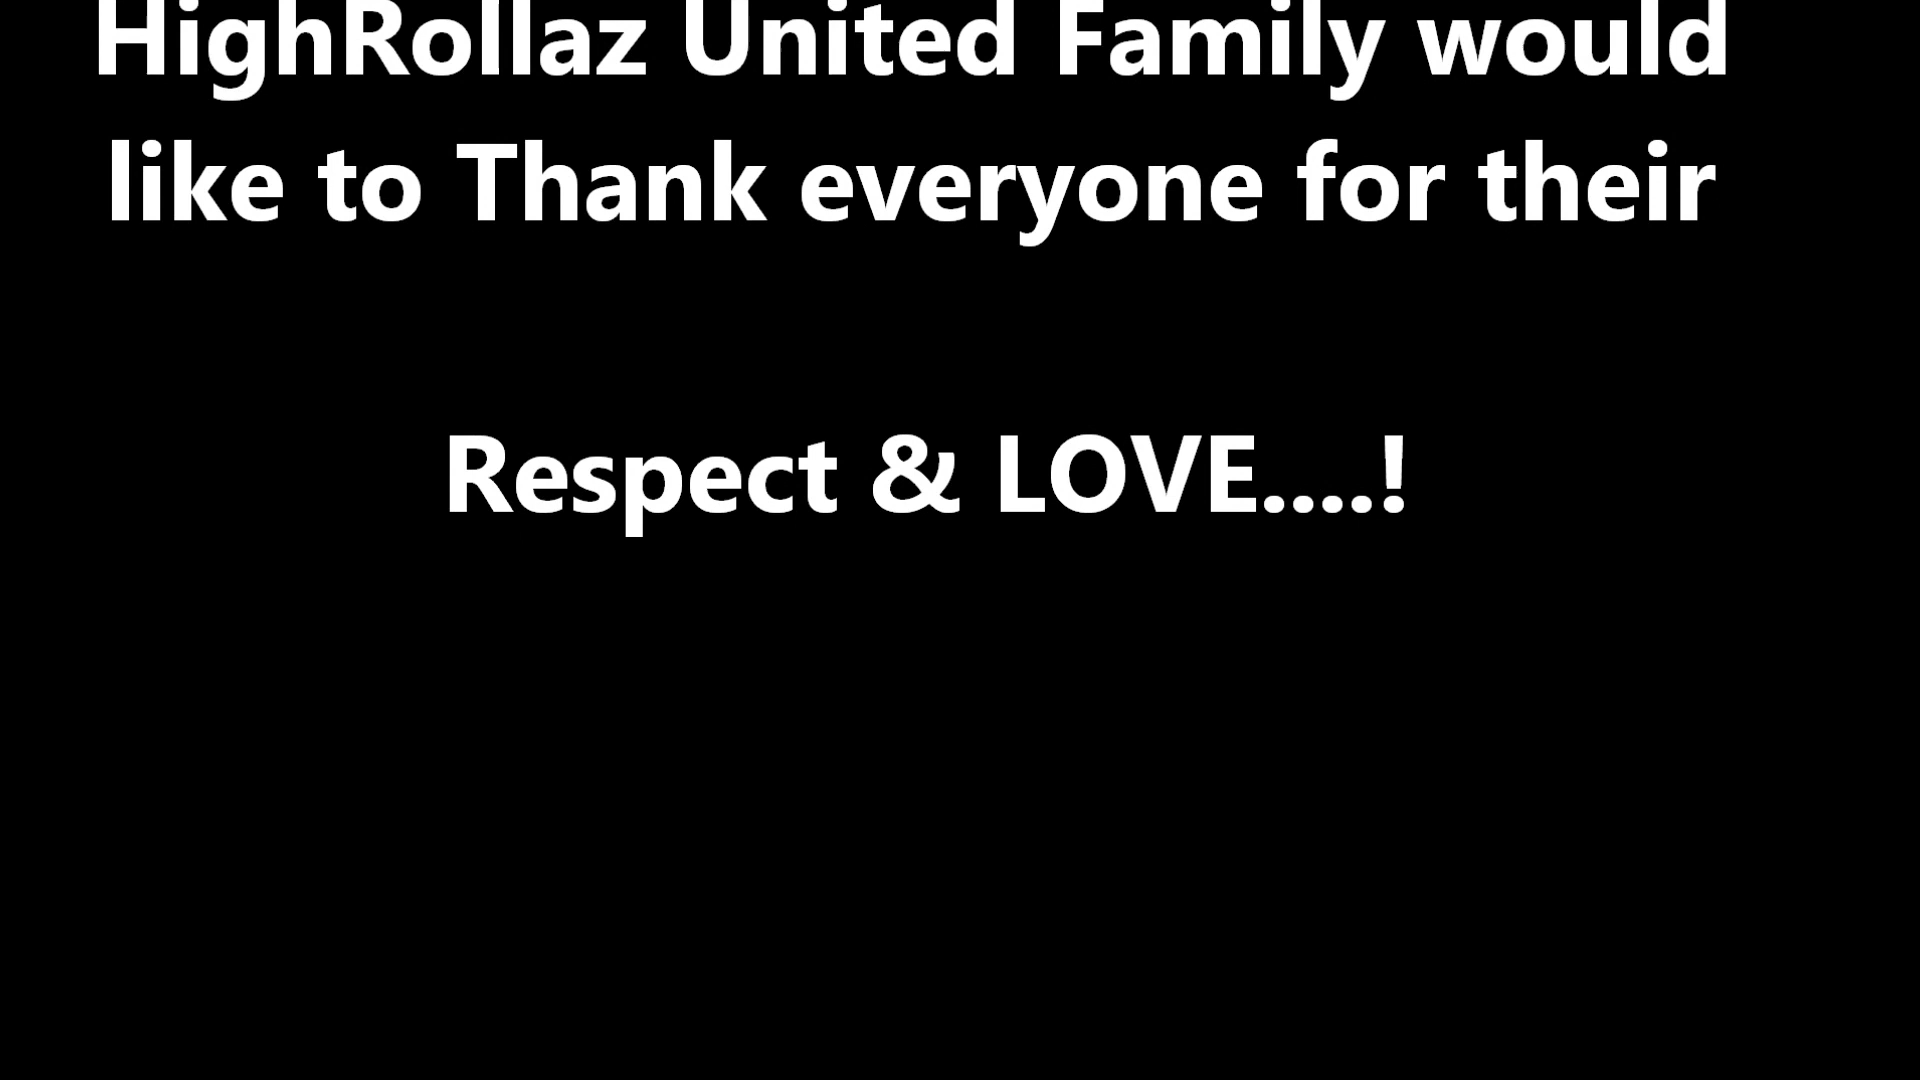 HighRollaz United Family would
like to Thank everyone for their
Respect & LOVE....!